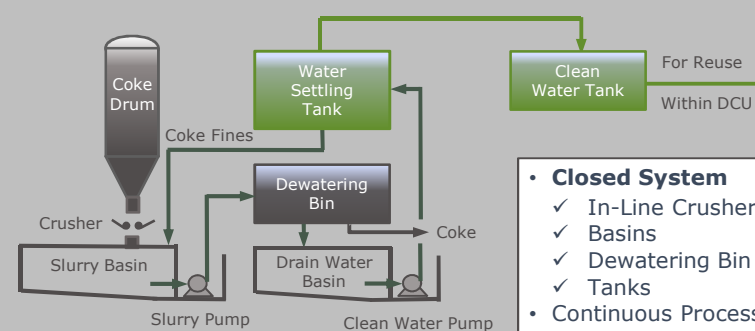 Coke
Drum
Water
Settling
Tank
Clean
Water Tank
For Reuse
Within DCU
Coke Fines
Dewatering
Bin
Crusher
Coke
Slurry Basin
Drain Water
Basin
Slurry Pump
Clean Water Pump
• Closed System
✓ In-Line Crusher
✓ Basins
✓ Dewatering Bin
✓ Tanks
• Continuous Process